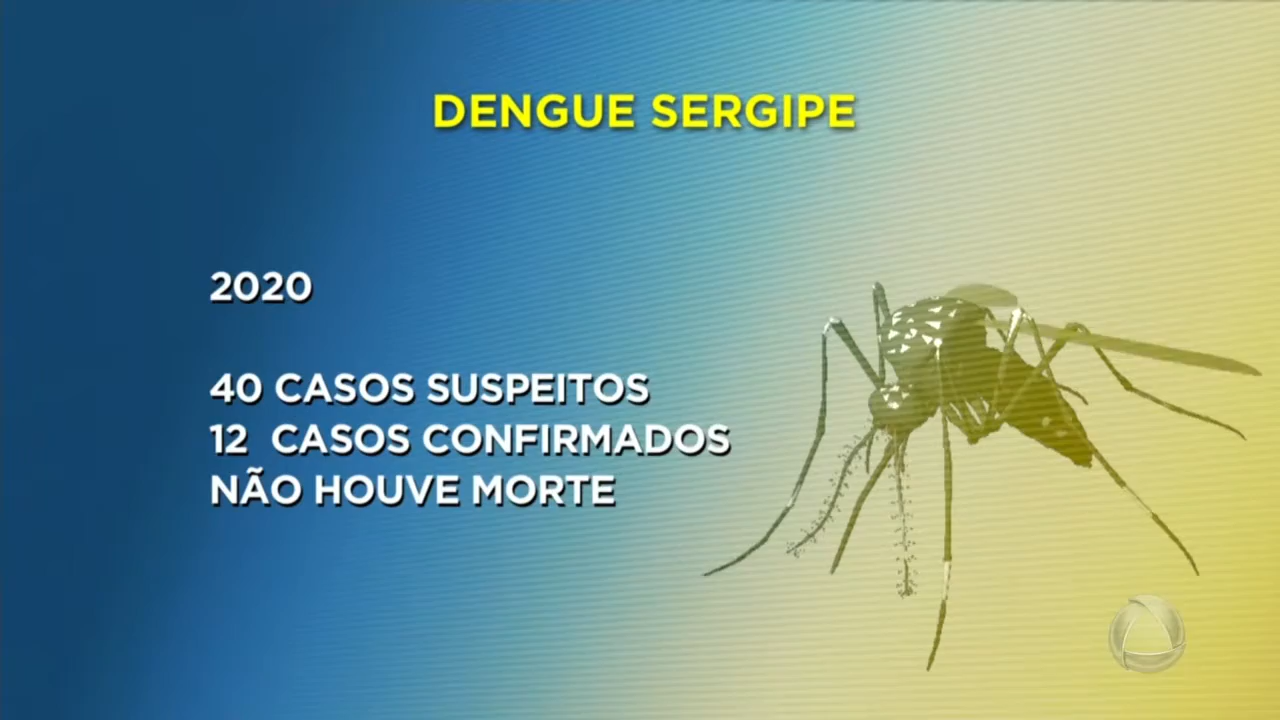 DENGUE SERGIPE
2020
40 CASOS SUSPEITOS
12 CASOS CONFIRMADOS
NÃO HOUVE MORTE